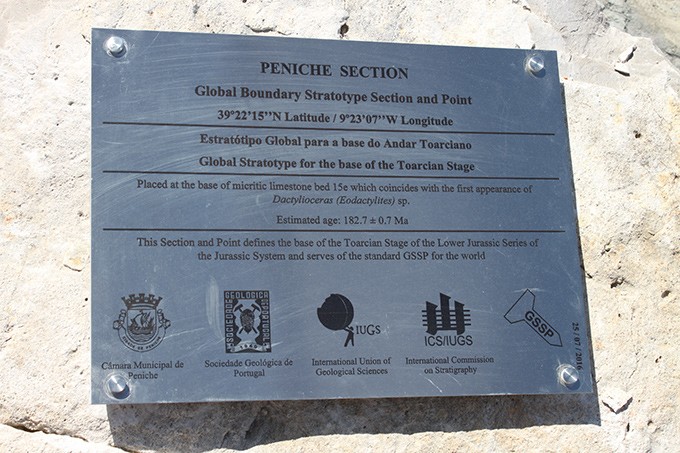 PENICHE SECTION
Global Boundary Stratotype Section and Point
39°22'15''N Latitude / 9°23'07''W Longitude
Estratótipo Global para a base do Andar Toarciano
Global Stratotype for the base of the Toarcian Stage
Placed at the base of micritic limestone bed 15e which coincides with the first appearance of
Dactylioceras (Eodactylites) sp.
Estimated age: 182.7 ± 0.7 Ma
This Section and Point defines the base of the Toarcian Stage of the Lower Jurassic Series of
the Jurassic System and serves of the standard GSSP for the world
GEOLOGICA
SOCIEDADE
IUGS
ICS/IUGS
GSSP
25/07/2016
Câmara Municipal de
Peniche
Sociedade Geológica de
Portugal
International Union of
Geological Sciences
International Commission
on Stratigraphy